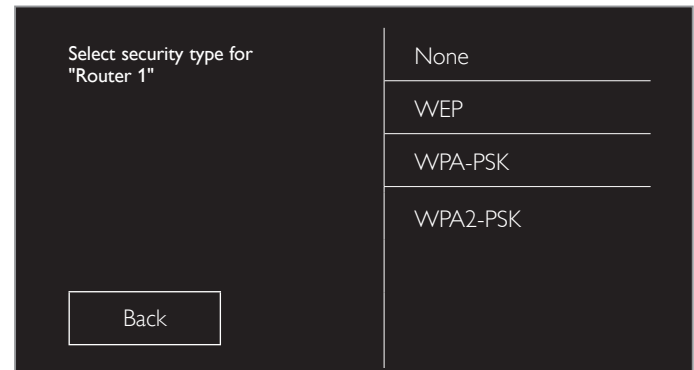 Select security type for
"Router 1"
None
WEP
WPA-PSK
WPA2-PSK
Back